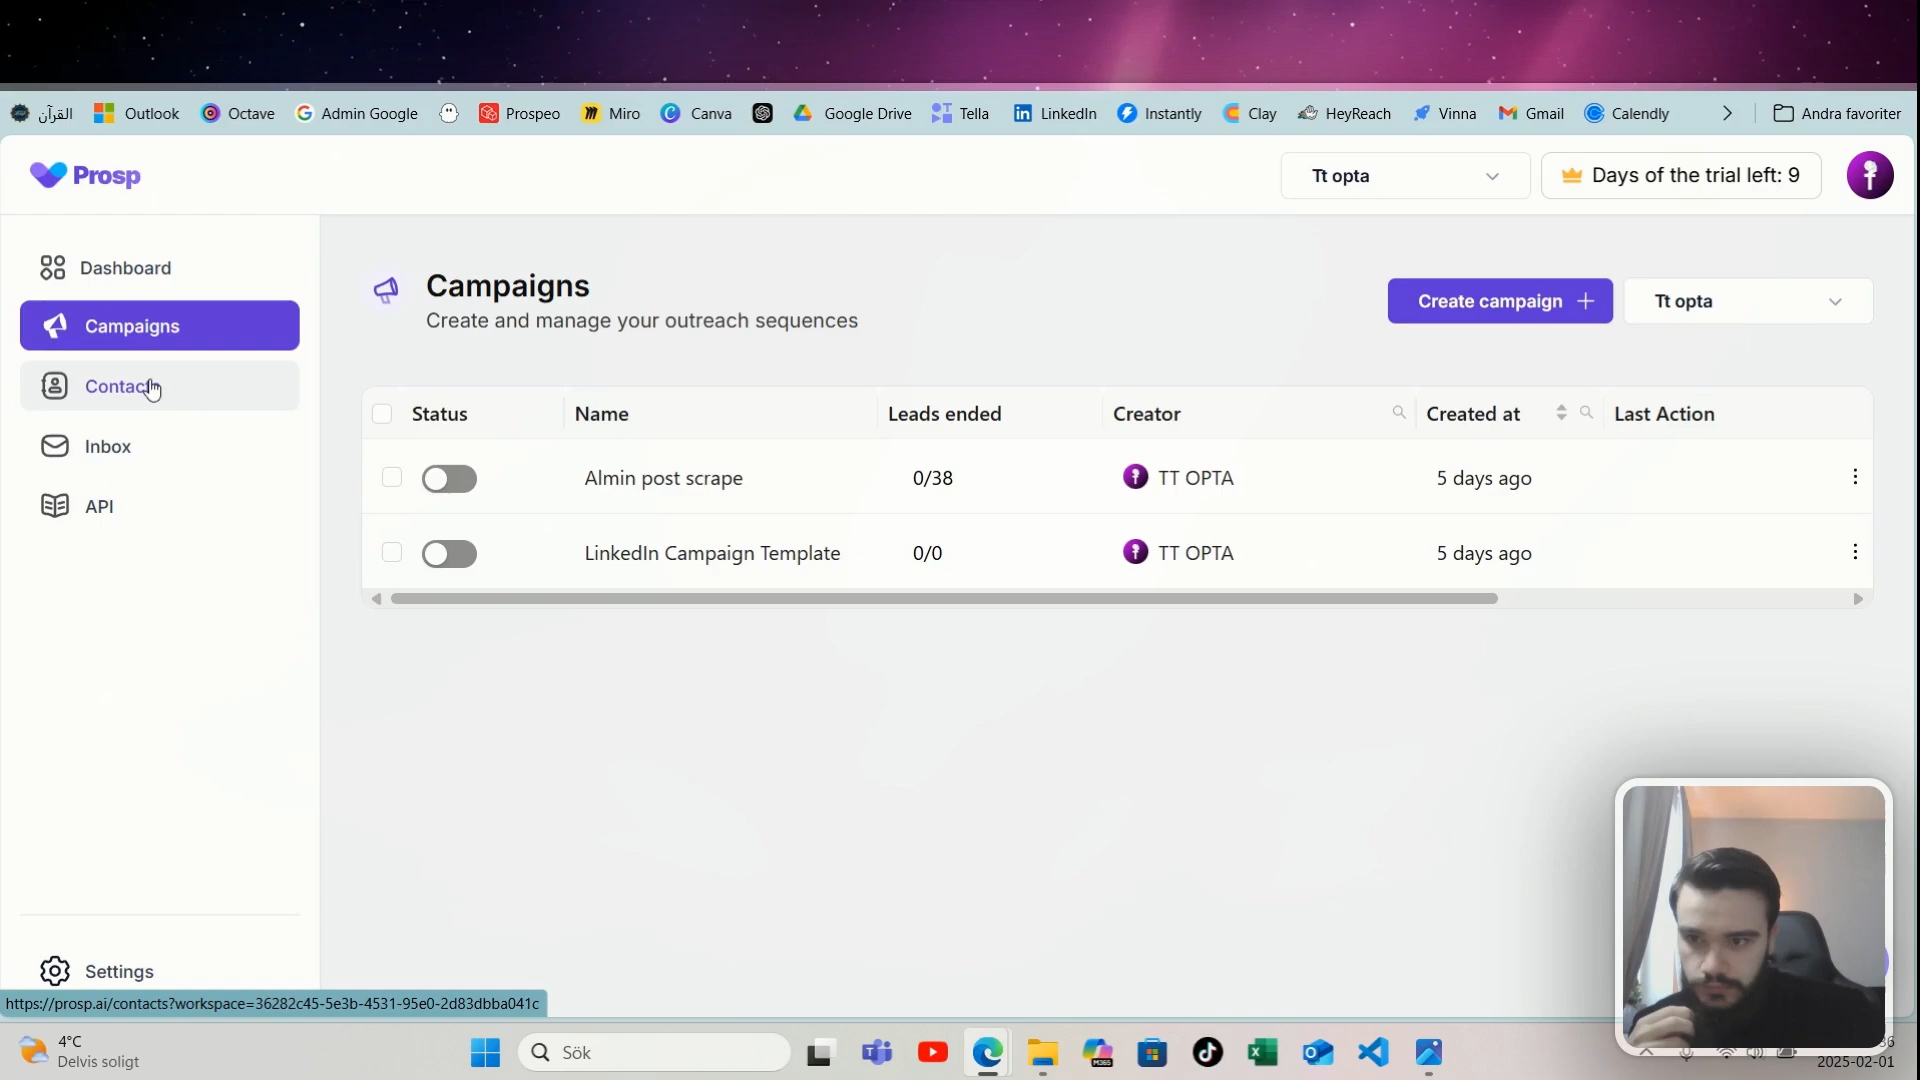 القرآن Outlook Octave Admin Google Prospeo Miro Canva Google Drive Tella LinkedIn Instantly Clay HeyReach Vinna Gmail Calendly Andra favoriter
Prosp
Tt opta
Days of the trial left: 9
Dashboard
Campaigns
Inbox
API
Settings
Campaigns
Create and manage your outreach sequences
Create campaign
Tt opta
Status Name Leads ended Creator Created at Last Action
Almin post scrape 0/38 TT OPTA 5 days ago
LinkedIn Campaign Template 0/0 TT OPTA 5 days ago
https://prosp.ai/contacts?workspace=36282c45-5e3b-4531-95e0-2d83dbba041c
4°C
Delvis soligt
Sök
M365
2025-02-01